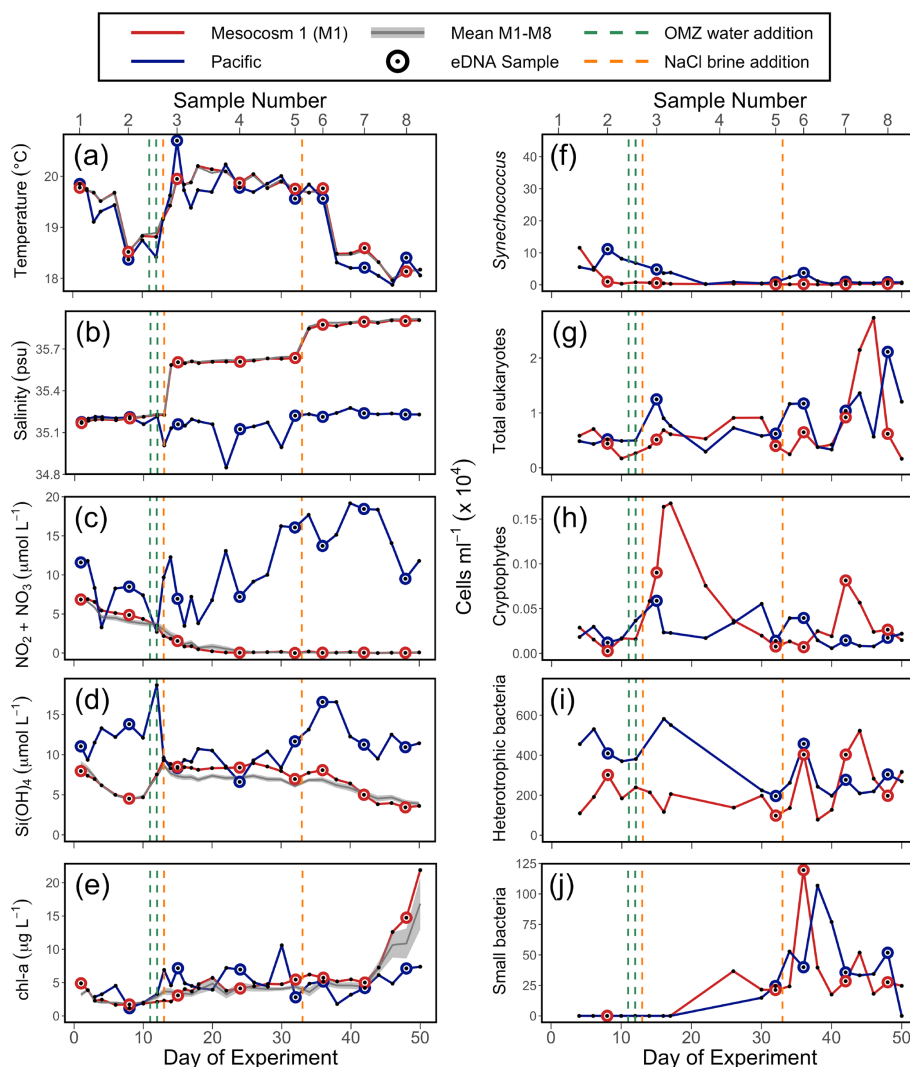 Mesocosm 1 (M1) Mean M1-M8 OMZ water addition
Pacific eDNA Sample NaCl brine addition
Sample Number Sample Number
1 2 3 4 5 6 7 8 2 3 5 6 7 8
(a)
Temperature (°C)
20
19
18
(b)
Salinity (psu)
35.7
35.4
35.1
34.8
(c)
NO2 + NO3 (μmol L⁻¹)
20
15
10
5
0
(d)
Si(OH)4 (μmol L⁻¹)
15
10
5
0
(e)
chl-a (μg L⁻¹)
20
15
10
5
0
0 10 20 30 40 50
Day of Experiment
Cells ml⁻¹ (x 10⁴)
(f)
Synechococcus
40
30
20
10
0
(g)
Total eukaryotes
2
1
0
(h)
Cryptophytes
0.15
0.10
0.05
0.00
(i)
Heterotrophic bacteria
600
400
200
0
(j)
Small bacteria
125
100
75
50
25
0
0 10 20 30 40 50
Day of Experiment